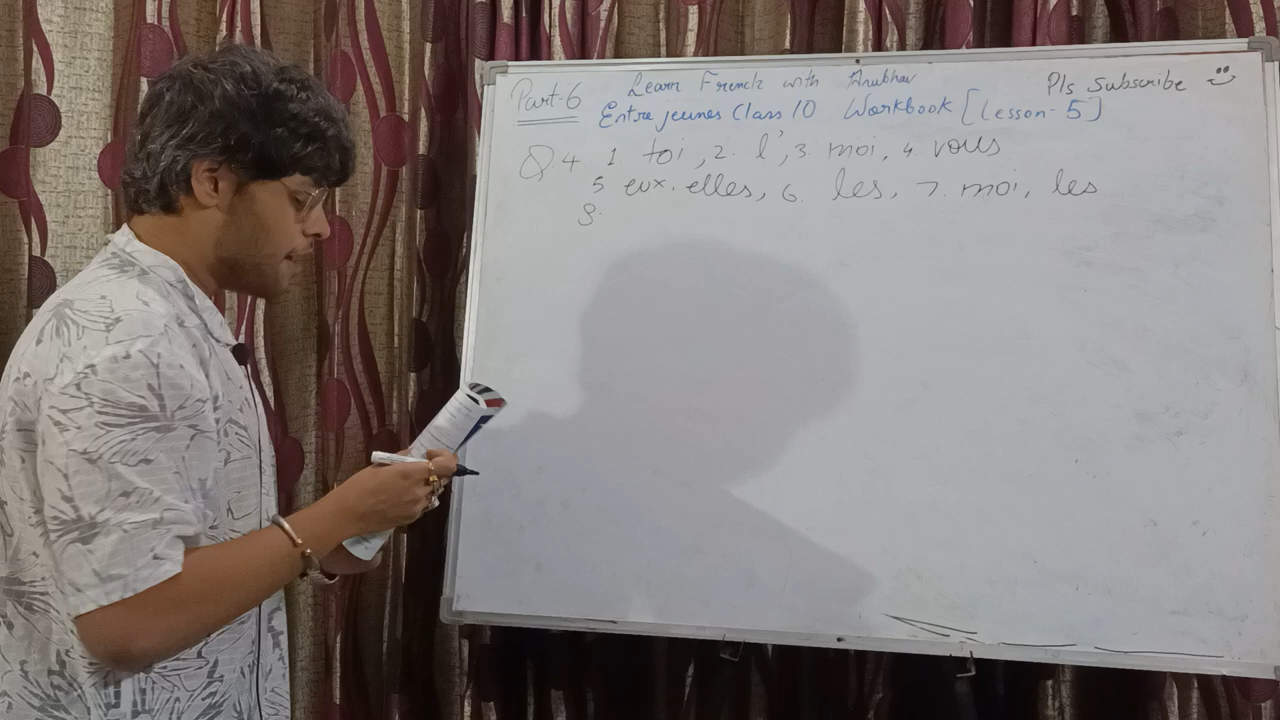 Part-6 Learn French with Anubhav Pls Subscribe
Entre jeunes Class 10 Workbook [Lesson-5]
Q 4 1. toi, 2. l', 3. moi, 4. vous
5 eux. elles, 6. les, 7. moi, les
8.